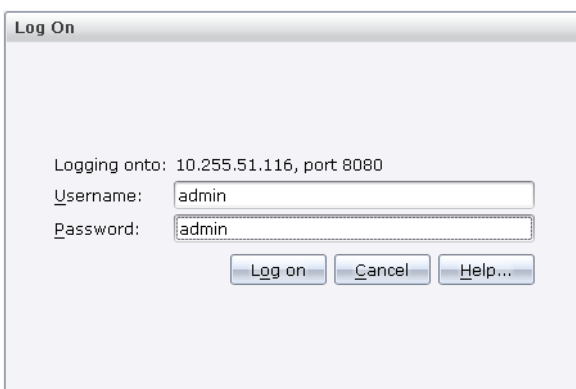 Log On
Logging onto: 10.255.51.116, port 8080
Username: admin
Password: admin
Log on Cancel Help...